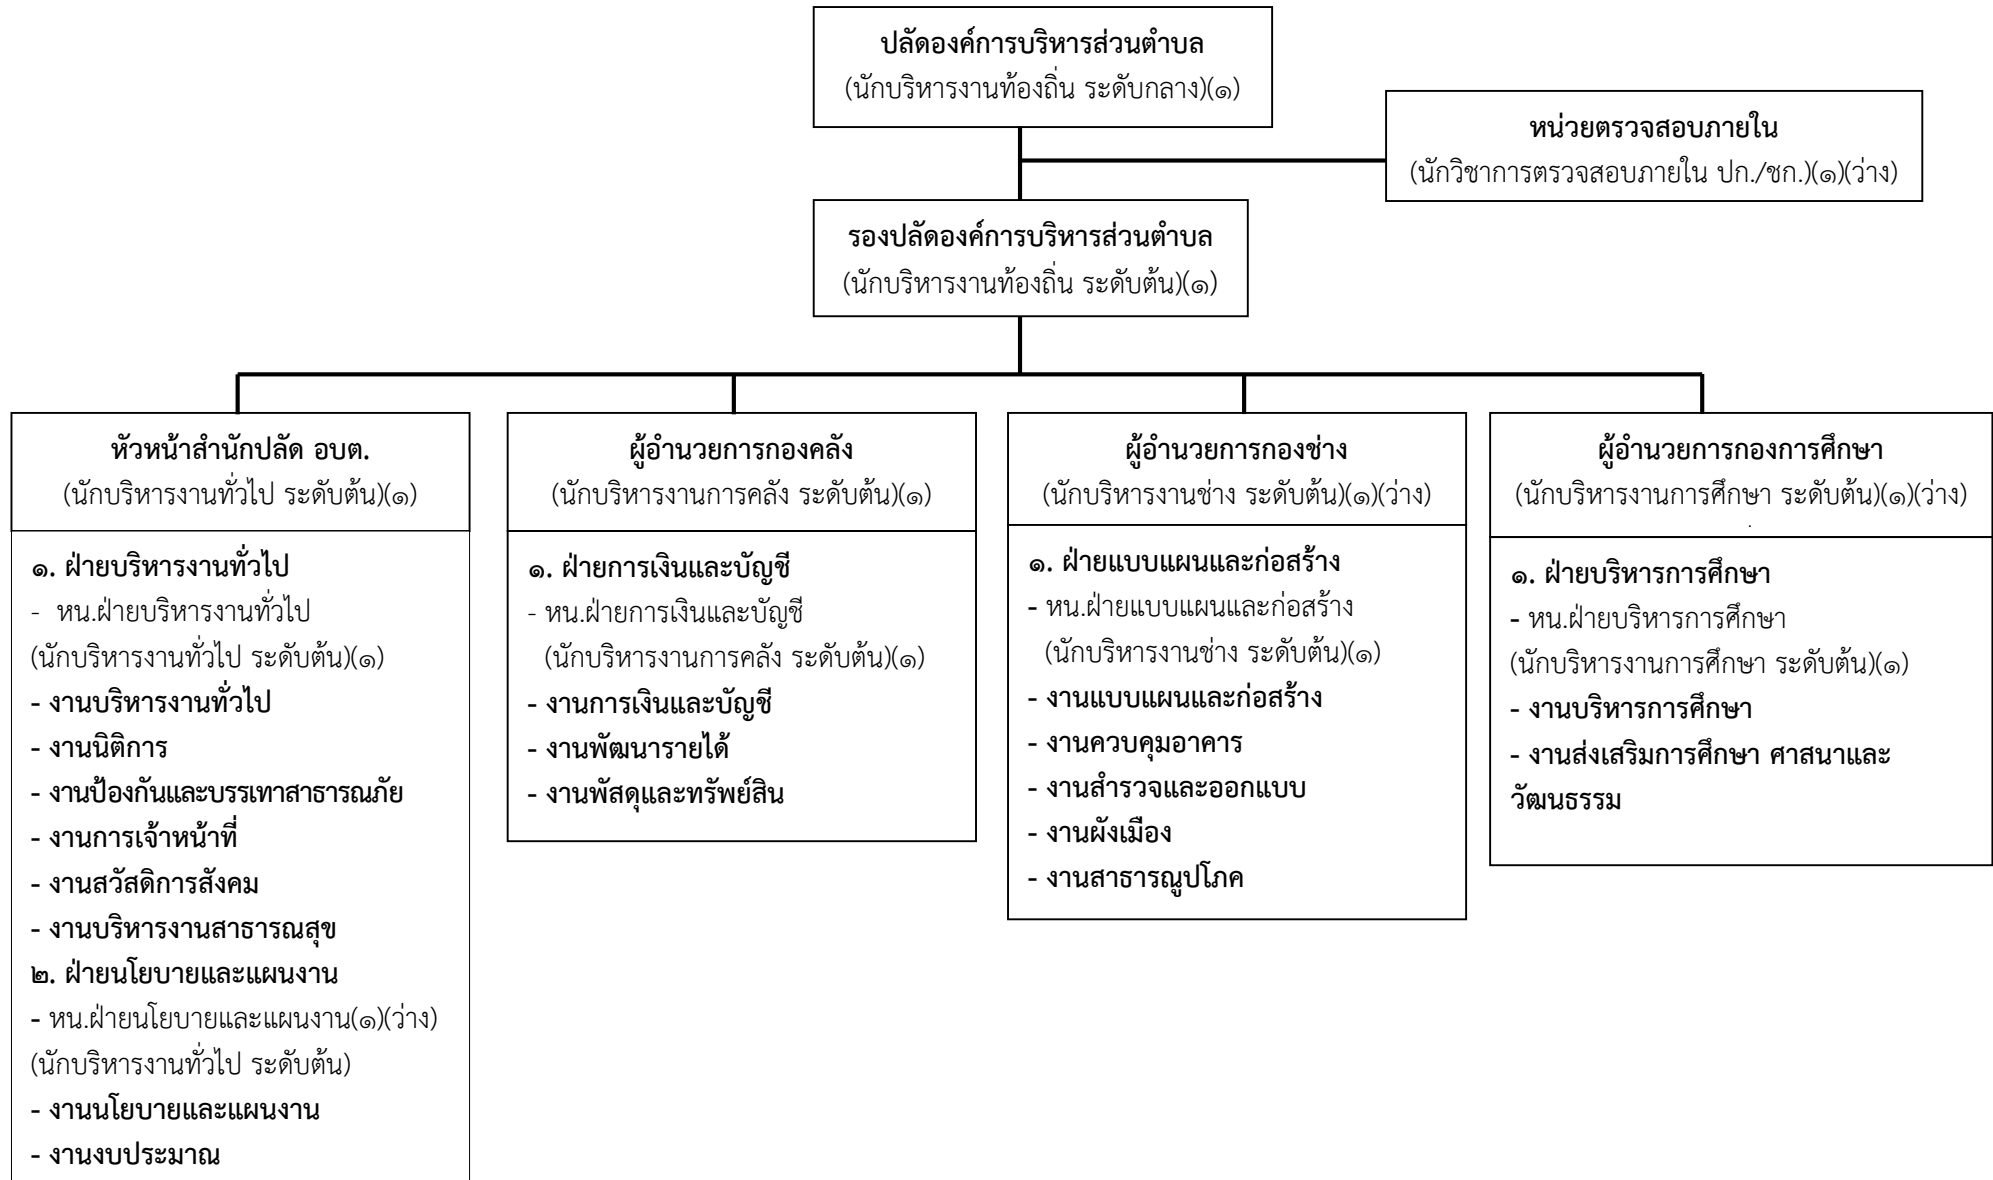 ปลัดองค์การบริหารส่วนตำบล
(นักบริหารงานท้องถิ่น ระดับกลาง)(๑)
หน่วยตรวจสอบภายใน
(นักวิชาการตรวจสอบภายใน ปก./ชก.)(๑)(ว่าง)
รองปลัดองค์การบริหารส่วนตำบล
(นักบริหารงานท้องถิ่น ระดับต้น)(๑)
หัวหน้าสำนักปลัด อบต.
(นักบริหารงานทั่วไป ระดับต้น)(๑)
๑. ฝ่ายบริหารงานทั่วไป
- หน.ฝ่ายบริหารงานทั่วไป
(นักบริหารงานทั่วไป ระดับต้น)(๑)
- งานบริหารงานทั่วไป
- งานนิติการ
- งานป้องกันและบรรเทาสาธารณภัย
- งานการเจ้าหน้าที่
- งานสวัสดิการสังคม
- งานบริหารงานสาธารณสุข
๒. ฝ่ายนโยบายและแผนงาน
- หน.ฝ่ายนโยบายและแผนงาน(๑)(ว่าง)
(นักบริหารงานทั่วไป ระดับต้น)
- งานนโยบายและแผนงาน
- งานงบประมาณ
ผู้อำนวยการกองคลัง
(นักบริหารงานการคลัง ระดับต้น)(๑)
๑. ฝ่ายการเงินและบัญชี
- หน.ฝ่ายการเงินและบัญชี
(นักบริหารงานการคลัง ระดับต้น)(๑)
- งานการเงินและบัญชี
- งานพัฒนารายได้
- งานพัสดุและทรัพย์สิน
ผู้อำนวยการกองช่าง
(นักบริหารงานช่าง ระดับต้น)(๑)(ว่าง)
๑. ฝ่ายแบบแผนและก่อสร้าง
- หน.ฝ่ายแบบแผนและก่อสร้าง
(นักบริหารงานช่าง ระดับต้น)(๑)
- งานแบบแผนและก่อสร้าง
- งานควบคุมอาคาร
- งานสำรวจและออกแบบ
- งานผังเมือง
- งานสาธารณูปโภค
ผู้อำนวยการกองการศึกษา
(นักบริหารงานการศึกษา ระดับต้น)(๑)(ว่าง)
๑. ฝ่ายบริหารการศึกษา
- หน.ฝ่ายบริหารการศึกษา
(นักบริหารงานการศึกษา ระดับต้น)(๑)
- งานบริหารการศึกษา
- งานส่งเสริมการศึกษา ศาสนาและ
วัฒนธรรม